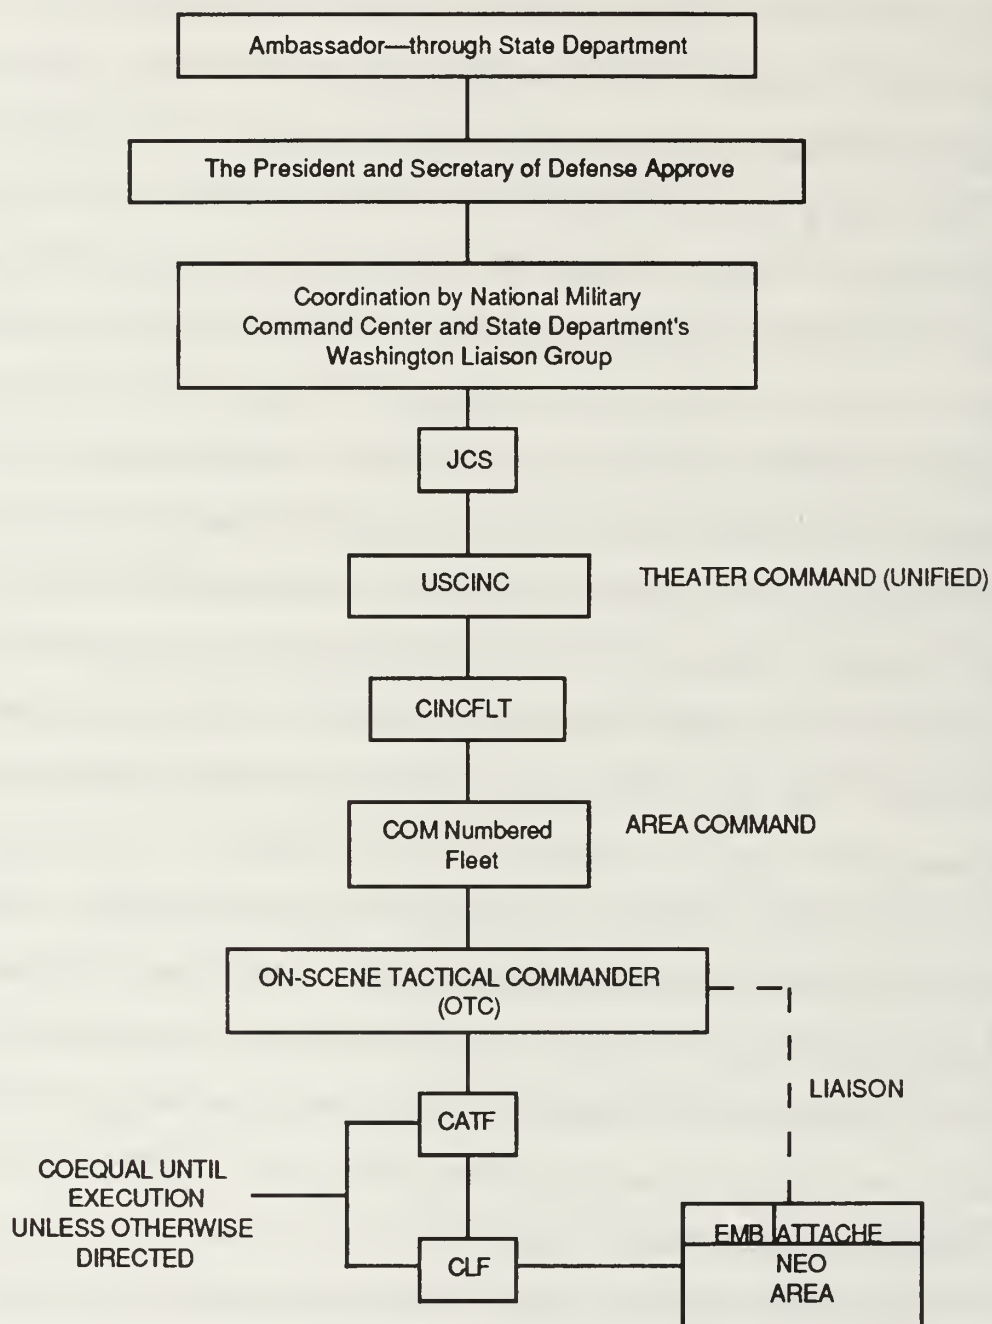 Ambassador—through State Department
The President and Secretary of Defense Approve
Coordination by National Military
Command Center and State Department's
Washington Liaison Group
JCS
USCINC
THEATER COMMAND (UNIFIED)
CINCFLT
COM Numbered
Fleet
AREA COMMAND
ON-SCENE TACTICAL COMMANDER
(OTC)
LIAISON
CATF
COEQUAL UNTIL
EXECUTION
UNLESS OTHERWISE
DIRECTED
CLF
EMB ATTACHE
NEO
AREA